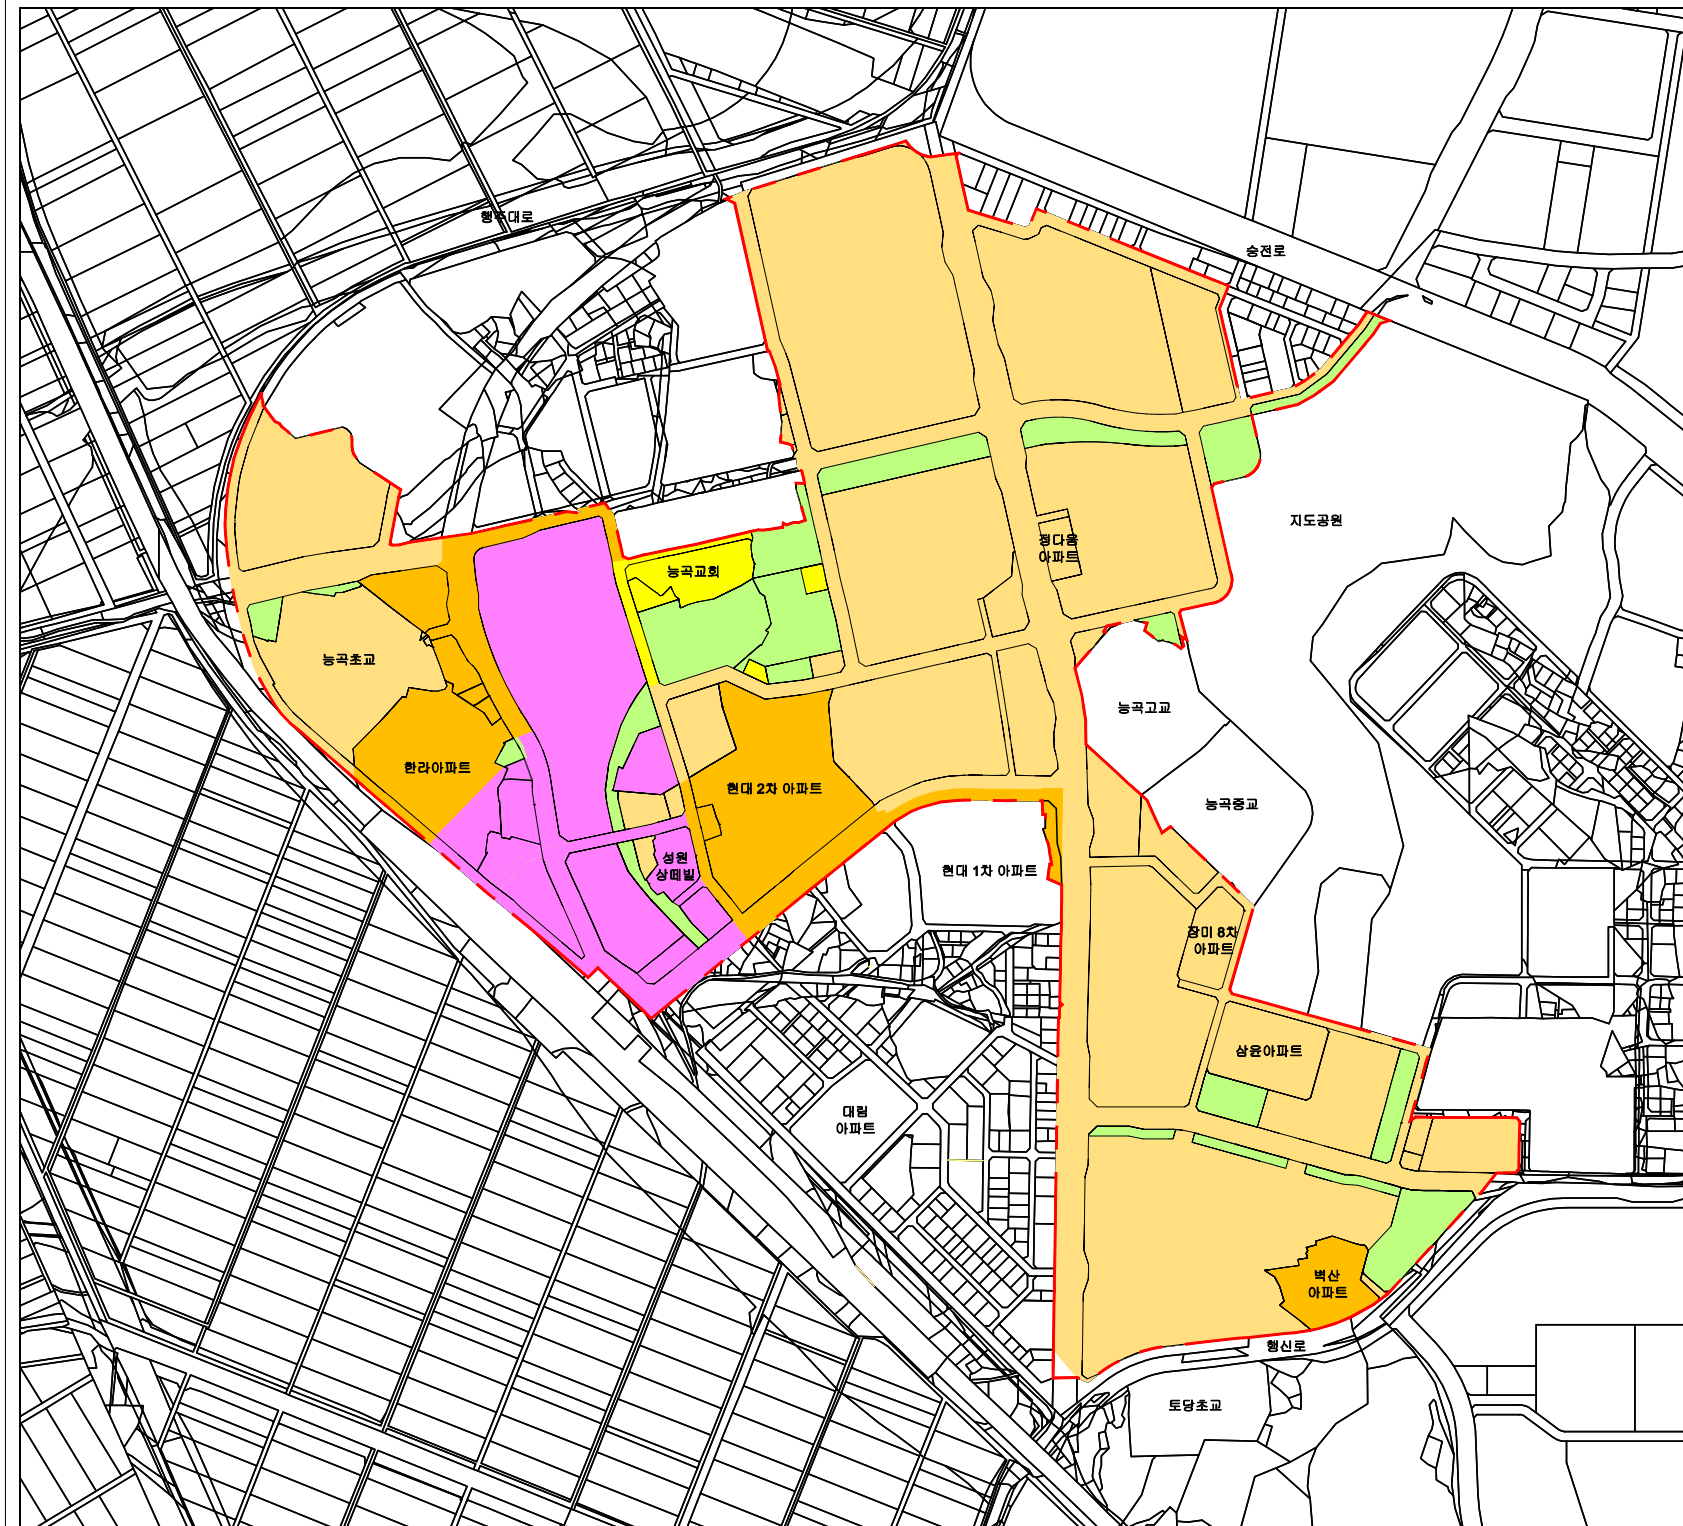 행주대로
승전로
지도공원
정다움
아파트
능곡교회
능곡초교
능곡고교
한라아파트
현대 2차 아파트
능곡중교
성원
상떼빌
현대 1차 아파트
장미 8차
아파트
삼윤아파트
대림
아파트
벽산
아파트
행신로
토당초교